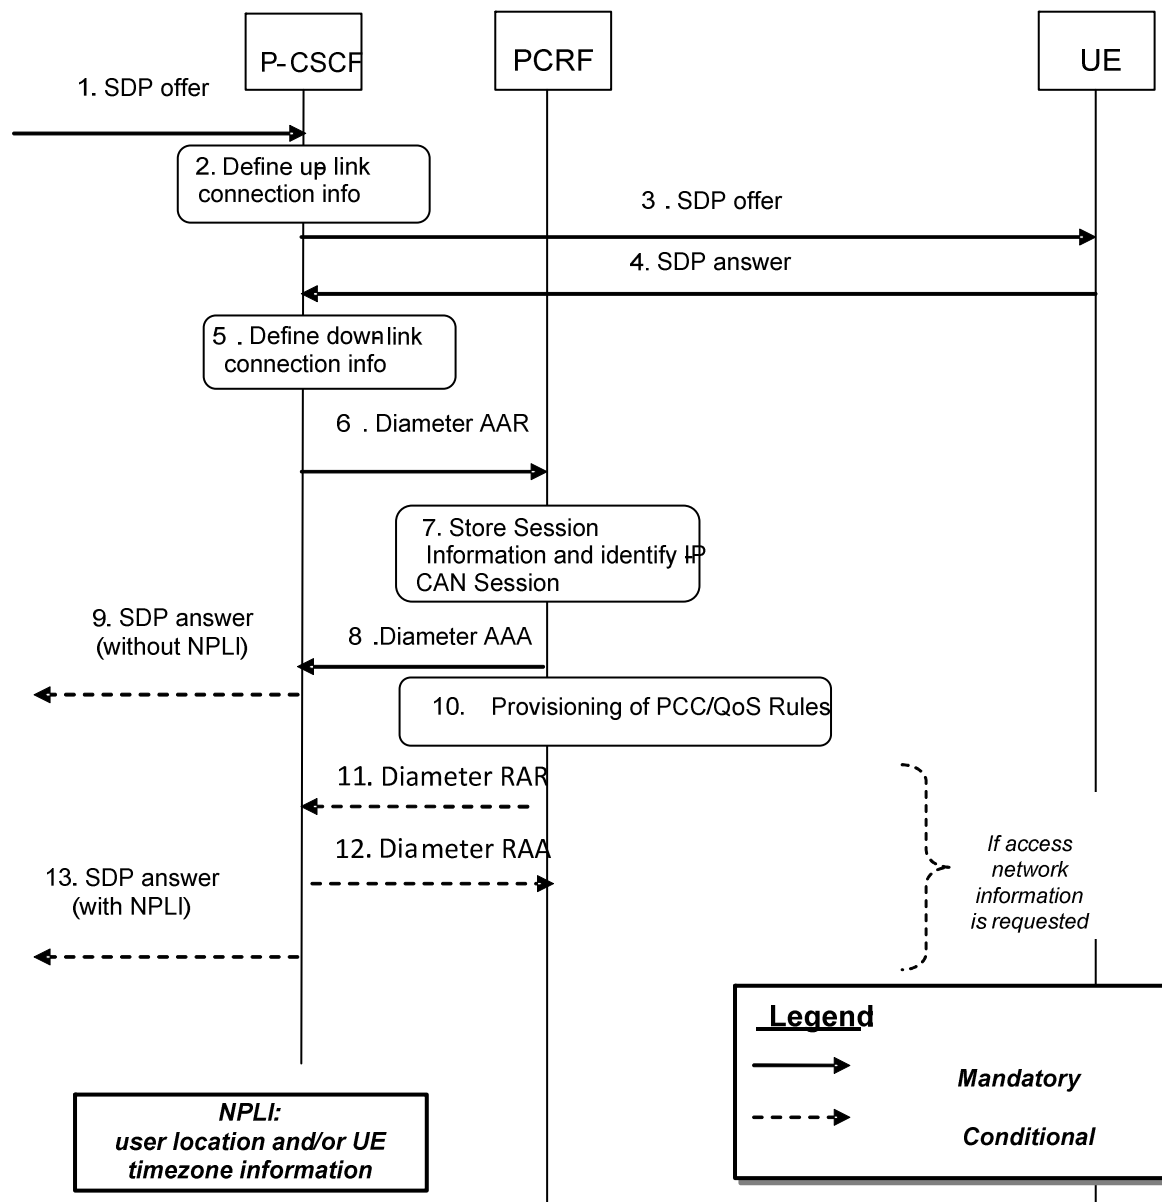 P-CSCF
PCRF
UE
1. SDP offer
2. Define up link
connection info
3 . SDP offer
4. SDP answer
5 . Define down-link
connection info
6 . Diameter AAR
7. Store Session
Information and identify IP-
CAN Session
9. SDP answer
(without NPLI)
8 .Diameter AAA
10. Provisioning of PCC/QoS Rules
11. Diameter RAR
12. Diameter RAA
13. SDP answer
(with NPLI)
If access
network
information
is requested
Legend:
Mandatory
Conditional
NPLI:
user location and/or UE
timezone information